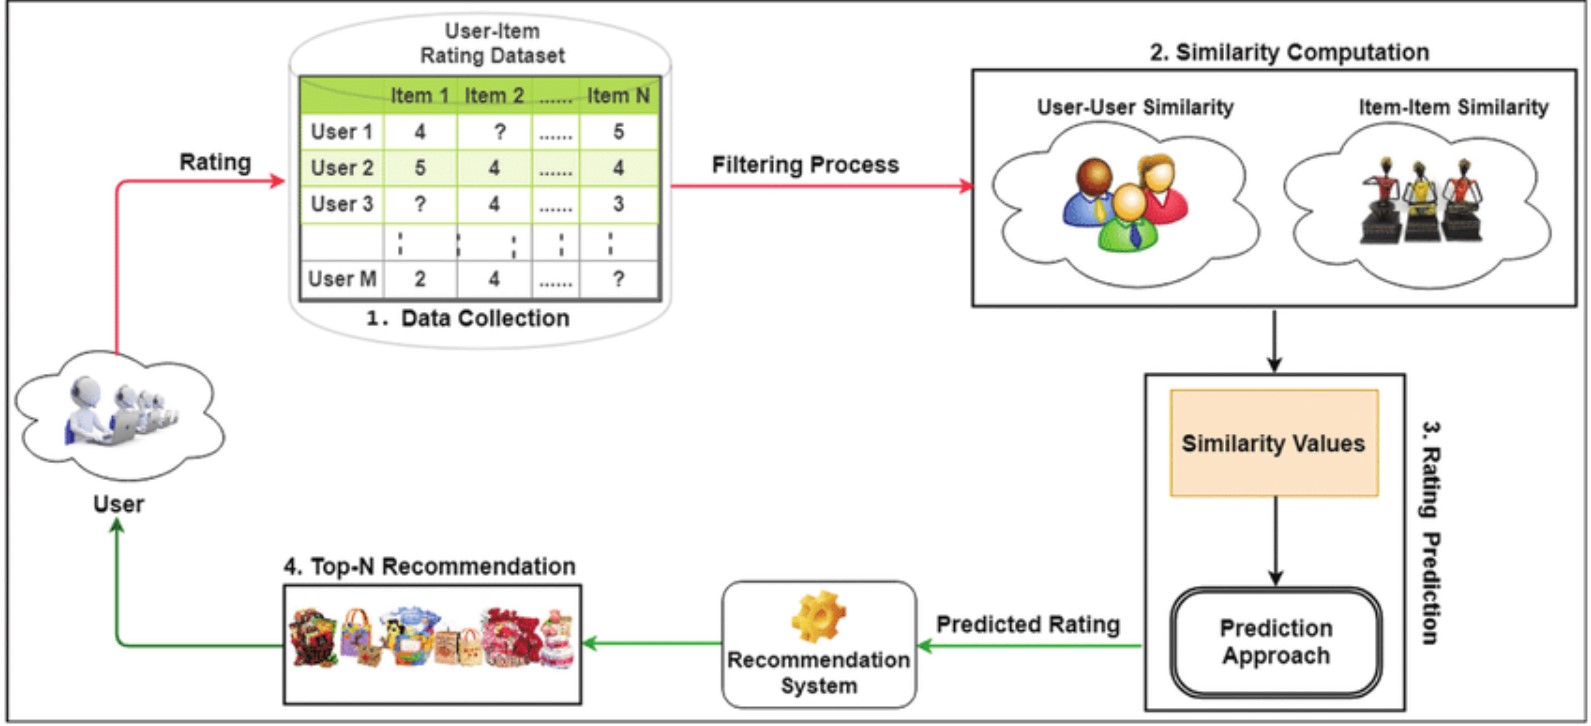 User-Item
Rating Dataset
Item 1 Item 2 ...... Item N
User 1 4 ? ...... 5
User 2 5 4 ...... 4
User 3 ? 4 ...... 3
User M 2 4 ...... ?
1. Data Collection
Rating
Filtering Process
2. Similarity Computation
User-User Similarity
Item-Item Similarity
Similarity Values
Prediction
Approach
3. Rating Prediction
Predicted Rating
Recommendation
System
4. Top-N Recommendation
User